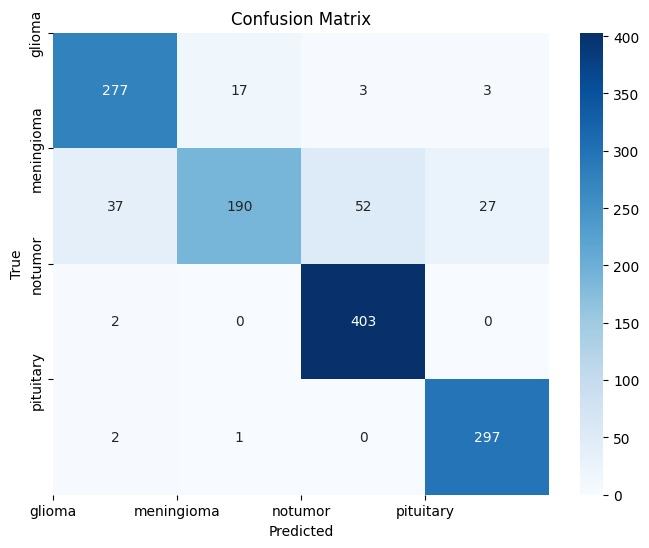 Confusion Matrix
glioma
277 17 3 3
meningioma
37 190 52 27
True
notumor
2 0 403 0
pituitary
2 1 0 297
glioma meningioma notumor pituitary
Predicted
400
350
300
250
200
150
100
50
0